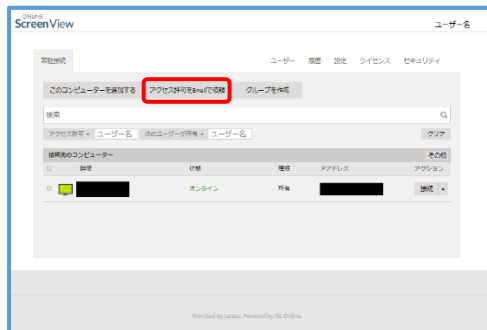 ONLINE
ScreenView
ユーザー名
常駐接続
ユーザー 履歴 設定 ライセンス セキュリティ
このコンピューターを追加する アクセス許可をEmailで依頼 グループを作成
検索
アクセス許可 ユーザー名 次のユーザーが所有 ユーザー名 クリア
接続先のコンピューター その他
詳細 状態 種類 IPアドレス アクション
オンライン 所有 接続
Provided by Lantec. Powered by ISL Online.